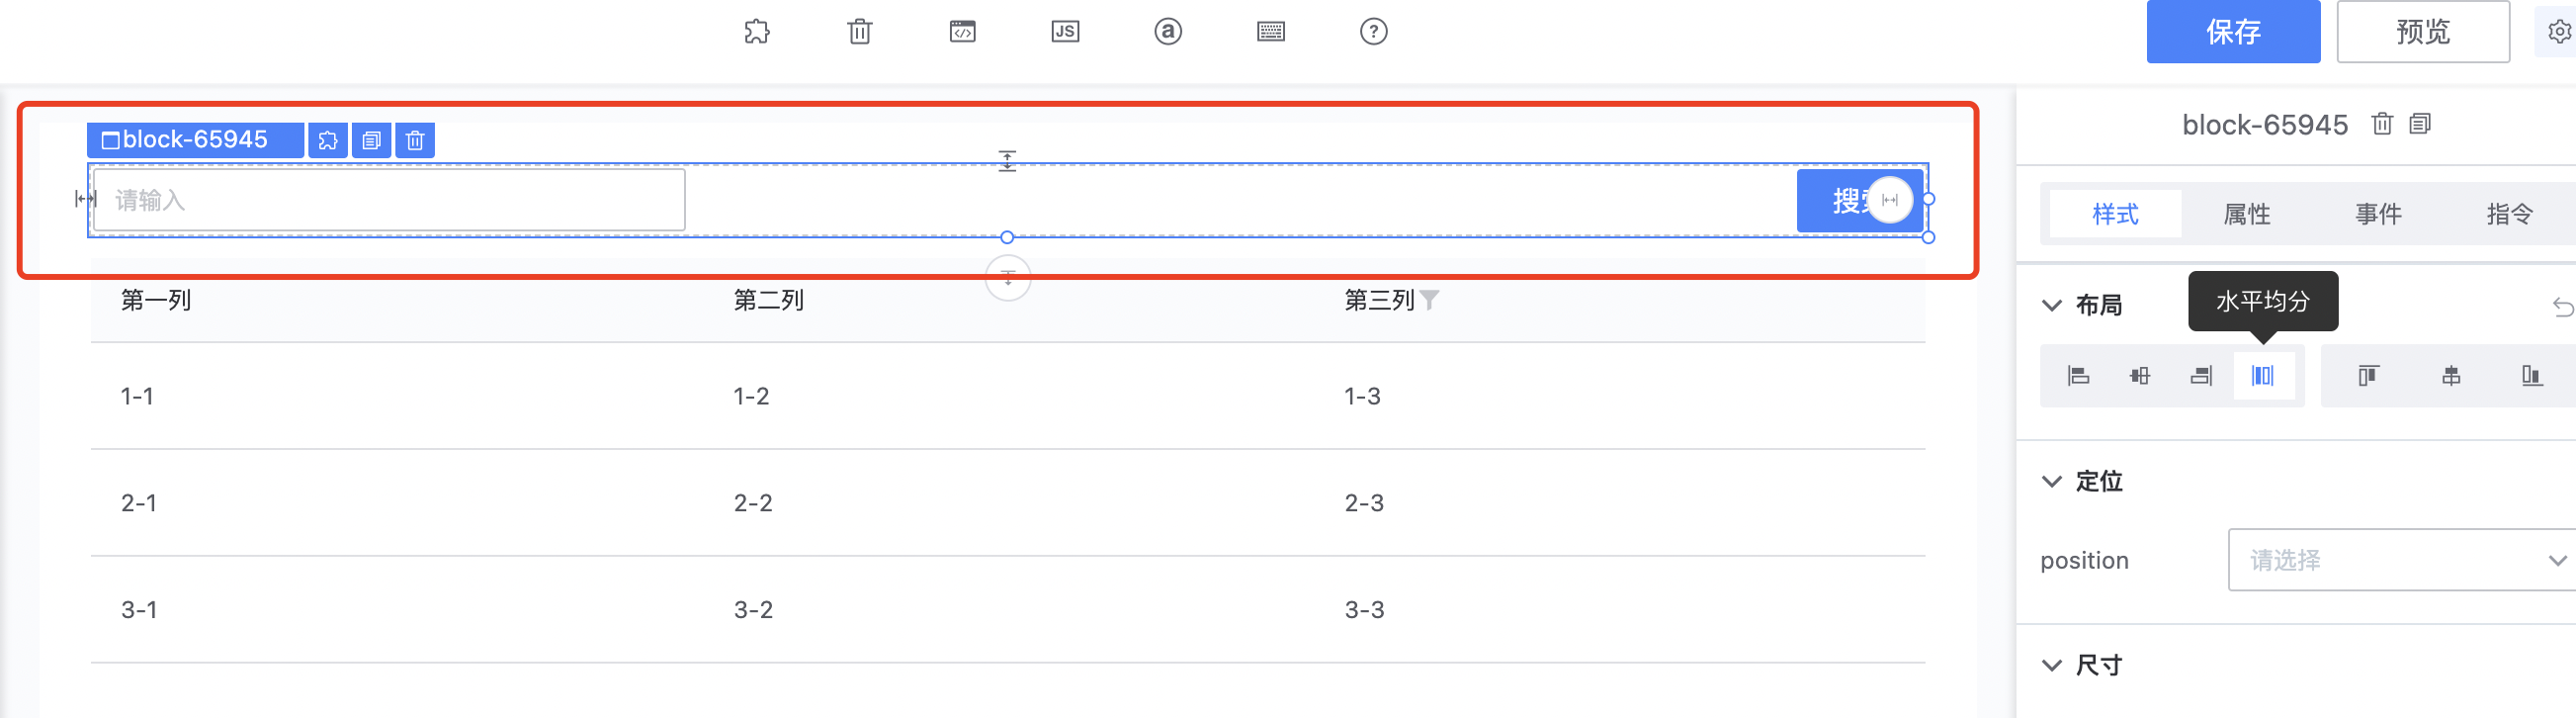 JS
a
?
保存
预览
block-65945
请输入
搜
第一列
第二列
第三列
1-1
1-2
1-3
2-1
2-2
2-3
3-1
3-2
3-3
block-65945
样式
属性
事件
指令
水平均分
布局
定位
position
请选择
尺寸